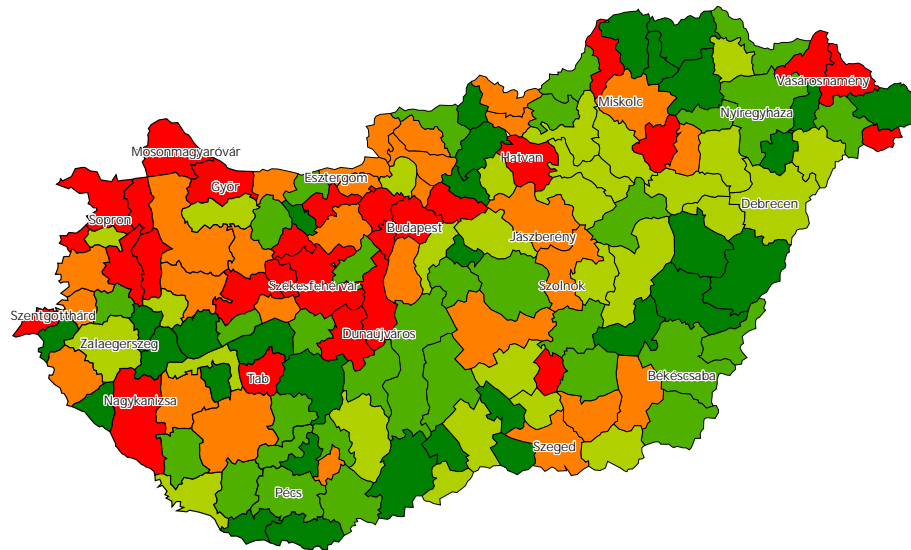 Vásárosnamény
Miskolc
Nyíregyháza
Mosonmagyaróvár
Hatvan
Esztergom
Győr
Debrecen
Sopron
Budapest
Jászberény
Székesfehérvár
Szolnok
Szentgotthárd
Dunaújváros
Zalaegerszeg
Békéscsaba
Tab
Nagykanizsa
Szeged
Pécs